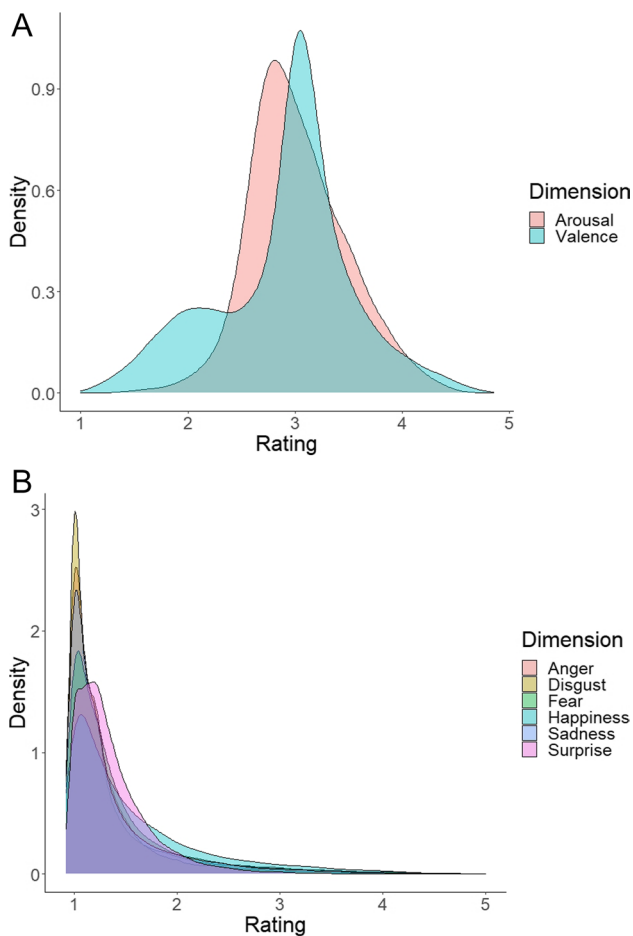 A
Density
0.9
0.6
0.3
0.0
1 2 3 4 5
Rating
Dimension
Arousal
Valence
B
Density
3
2
1
0
1 2 3 4 5
Rating
Dimension
Anger
Disgust
Fear
Happiness
Sadness
Surprise